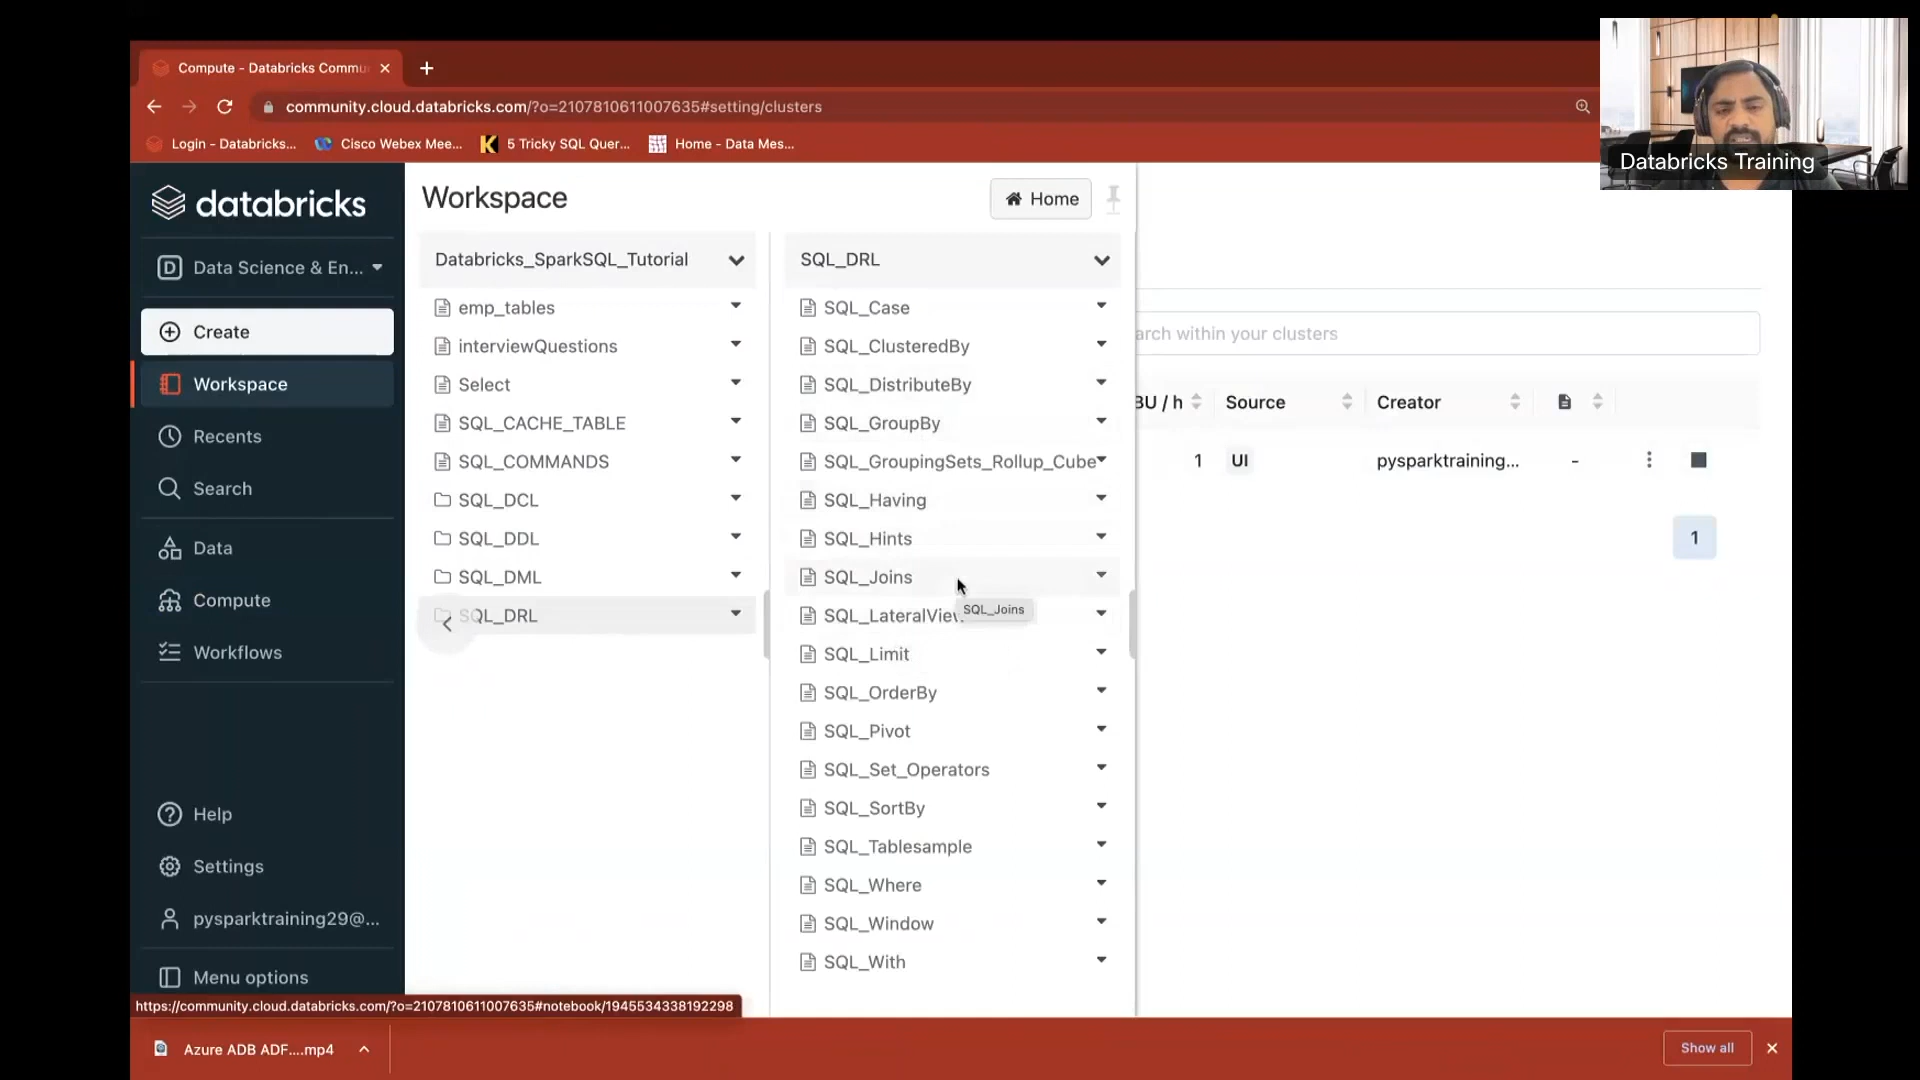 Compute - Databricks Commu
community.cloud.databricks.com/?o=2107810611007635#setting/clusters
Login - Databricks...
Cisco Webex Mee...
5 Tricky SQL Quer...
Home - Data Mes...
Databricks Training
databricks
Data Science & En...
Create
Workspace
Recents
Search
Data
Compute
Workflows
Help
Settings
pysparktraining29@...
Menu options
Workspace
Home
Databricks_SparkSQL_Tutorial
emp_tables
interviewQuestions
Select
SQL_CACHE_TABLE
SQL_COMMANDS
SQL_DCL
SQL_DDL
SQL_DML
SQL_DRL
SQL_DRL
SQL_Case
SQL_ClusteredBy
SQL_DistributeBy
SQL_GroupBy
SQL_GroupingSets_Rollup_Cube
SQL_Having
SQL_Hints
SQL_Joins
SQL_Joins
SQL_LateralView
SQL_Limit
SQL_OrderBy
SQL_Pivot
SQL_Set_Operators
SQL_SortBy
SQL_Tablesample
SQL_Where
SQL_Window
SQL_With
arch within your clusters
BU / h Source Creator
1 UI pysparktraining... -
1
https://community.cloud.databricks.com/?o=2107810611007635#notebook/1945534338192298
Azure ADB ADF....mp4
Show all